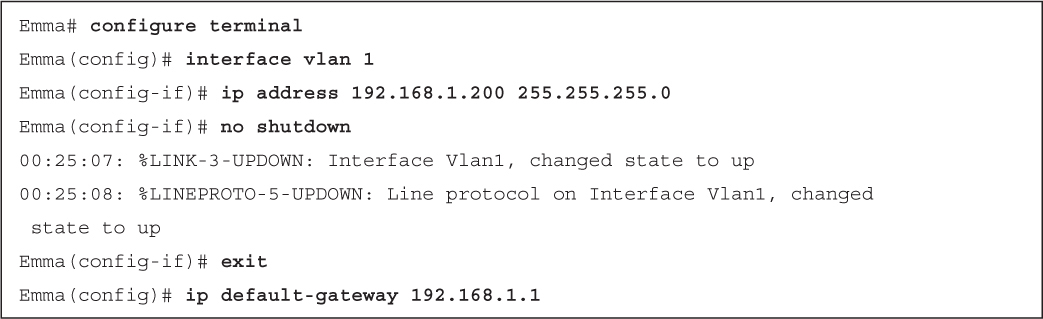 Emma# configure terminal
Emma(config)# interface vlan 1
Emma(config-if)# ip address 192.168.1.200 255.255.255.0
Emma(config-if)# no shutdown
00:25:07: %LINK-3-UPDOWN: Interface Vlan1, changed state to up
00:25:08: %LINEPROTO-5-UPDOWN: Line protocol on Interface Vlan1, changed
state to up
Emma(config-if)# exit
Emma(config)# ip default-gateway 192.168.1.1